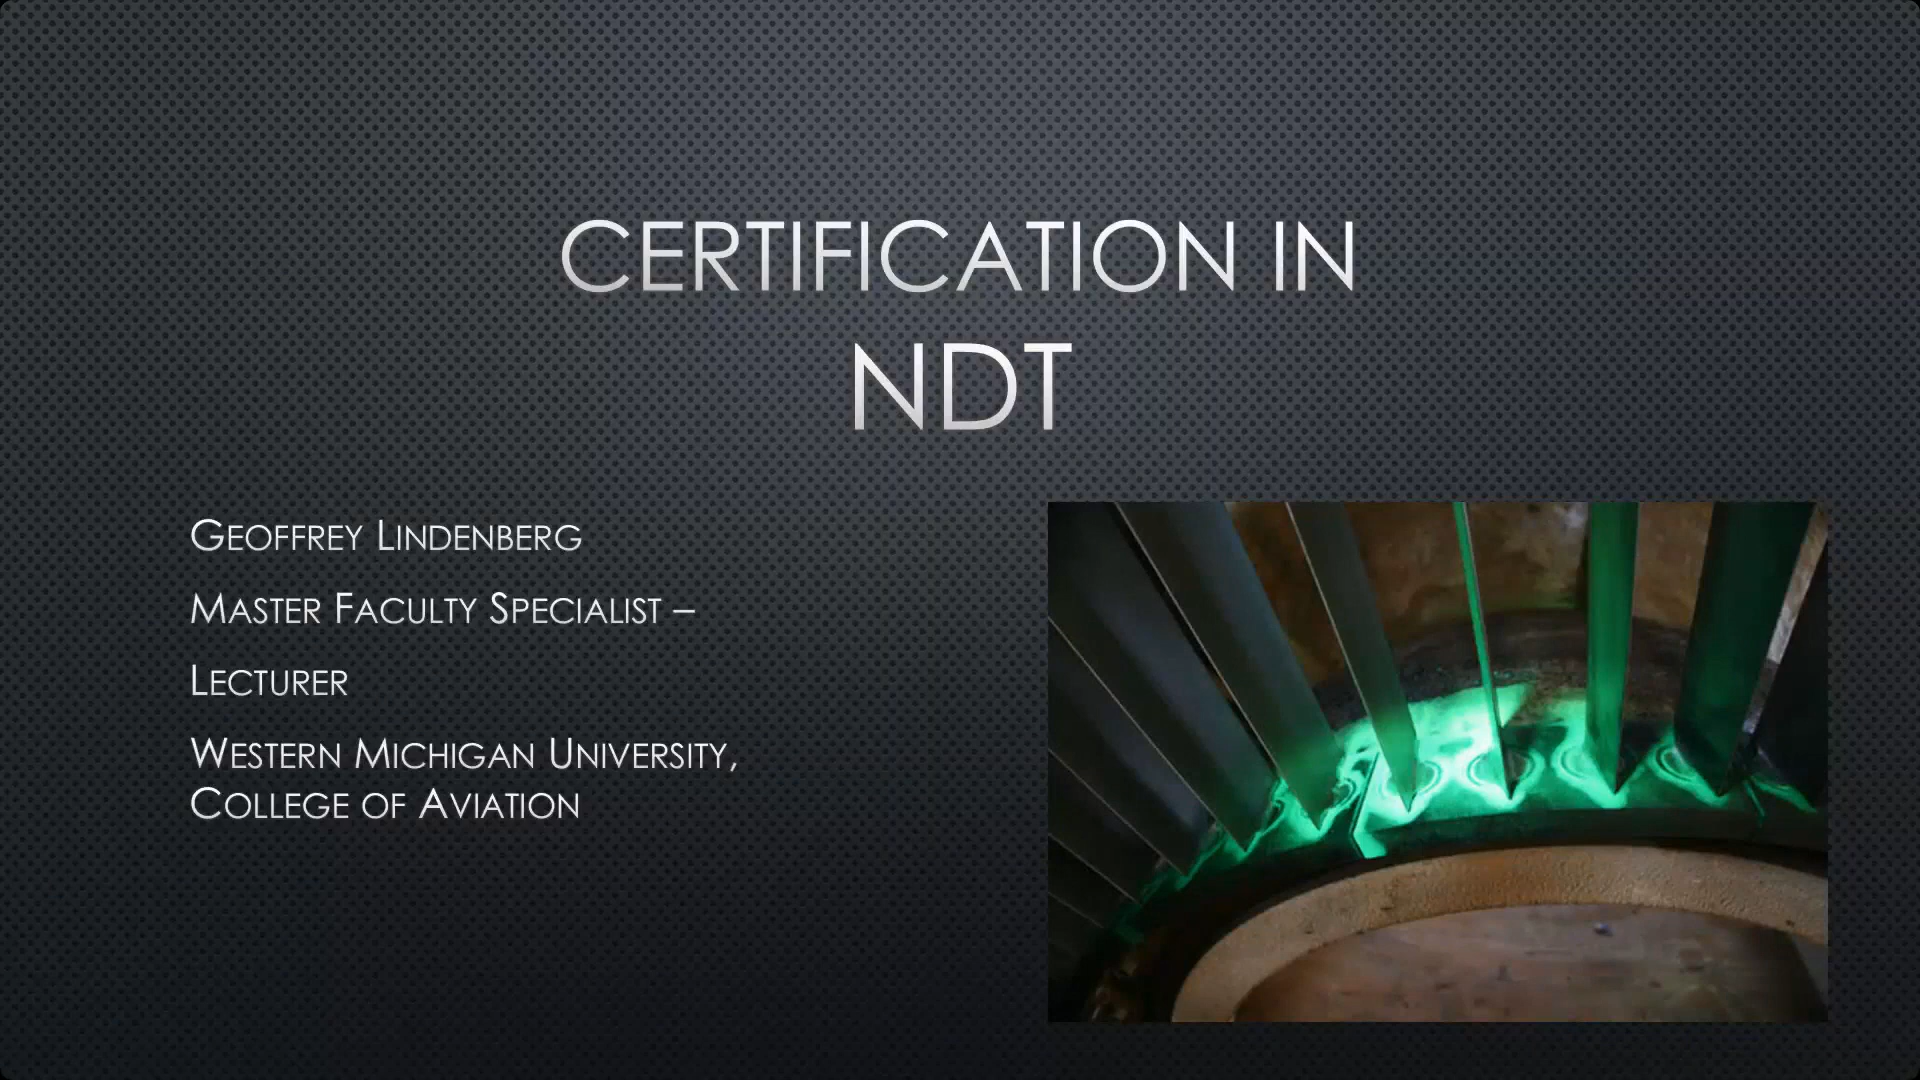 CERTIFICATION IN
NDT
GEOFFREY LINDENBERG
MASTER FACULTY SPECIALIST –
LECTURER
WESTERN MICHIGAN UNIVERSITY,
COLLEGE OF AVIATION